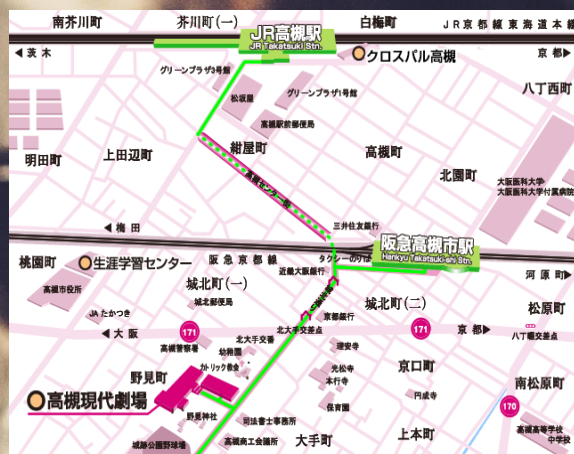 南芥川町
芥川町(一)
JR高槻駅
JR Takatsuki Stn.
白梅町
JR京都線東海道本線
◀茨木
クロスパル高槻
京都▶
グリーンプラザ3号館
松坂屋
グリーンプラザ1号館
八丁西町
高槻駅前郵便局
明田町
上田辺町
紺屋町
高槻町
北園町
大阪医科大学・
大阪医科大学付属病院
高槻センター街
◀梅田
三井住友銀行
阪急高槻市駅
Hankyu Takatsuki-shi Stn.
タクシーのりば
桃園町
生涯学習センター
阪急京都線
近畿大阪銀行
河原町▶
高槻市役所
城北町(一)
城北郵便局
城北町(二)
松原町
JAたかつき
京都銀行
◀大阪
171
北大手交差点
171
京都▶
八丁畷交差点
高槻警察署
北大手交番
幼稚園
理安寺
カトリック教会
光松寺
京口町
野見町
本行寺
南松原町
高槻現代劇場
保育園
円成寺
170
野見神社
司法書士事務所
高槻高等学校
中学校
城跡公園野球場
高槻商工会議所
大手町
上本町